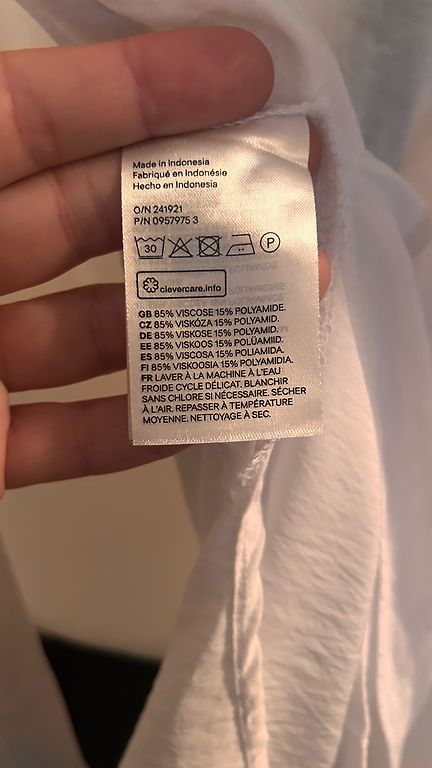 Made in Indonesia
Fabriqué en Indonésie
Hecho en Indonesia
O/N 241921
P/N 0957975 3
30 P
clevercare.info
GB 85% VISCOSE 15% POLYAMIDE.
CZ 85% VISKÓZA 15% POLYAMID.
DE 85% VISKOSE 15% POLYAMID.
EE 85% VISKOOS 15% POLÜAMIID.
ES 85% VISCOSA 15% POLIAMIDA.
FI 85% VISKOOSIA 15% POLYAMIDIA.
FR LAVER À LA MACHINE À L'EAU
FROIDE CYCLE DÉLICAT. BLANCHIR
SANS CHLORE SI NÉCESSAIRE. SÉCHER
À L'AIR. REPASSER À TEMPÉRATURE
MOYENNE. NETTOYAGE À SEC.